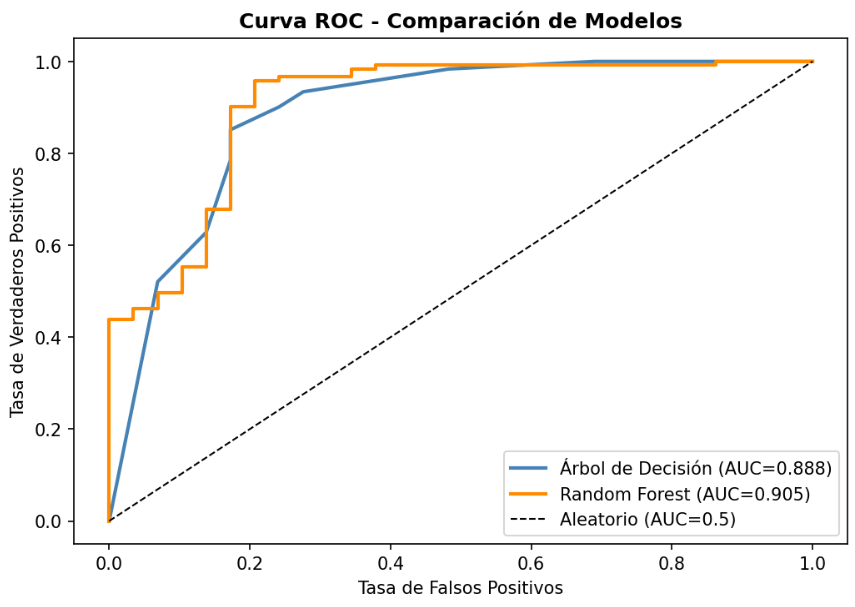 Curva ROC - Comparación de Modelos
Tasa de Verdaderos Positivos
1.0
0.8
0.6
0.4
0.2
0.0
Árbol de Decisión (AUC=0.888)
Random Forest (AUC=0.905)
Aleatorio (AUC=0.5)
0.0 0.2 0.4 0.6 0.8 1.0
Tasa de Falsos Positivos